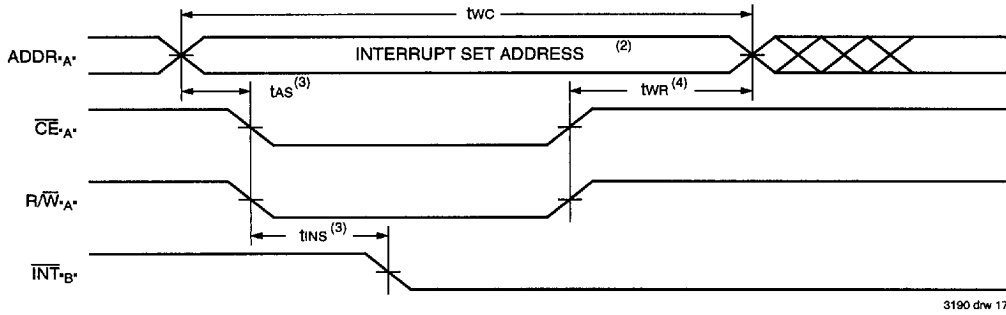 tWC
ADDR"A"
INTERRUPT SET ADDRESS (2)
tAS(3)
tWR(4)
CE"A"
R/W"A"
tINS(3)
INT"B"
3190 drw 17